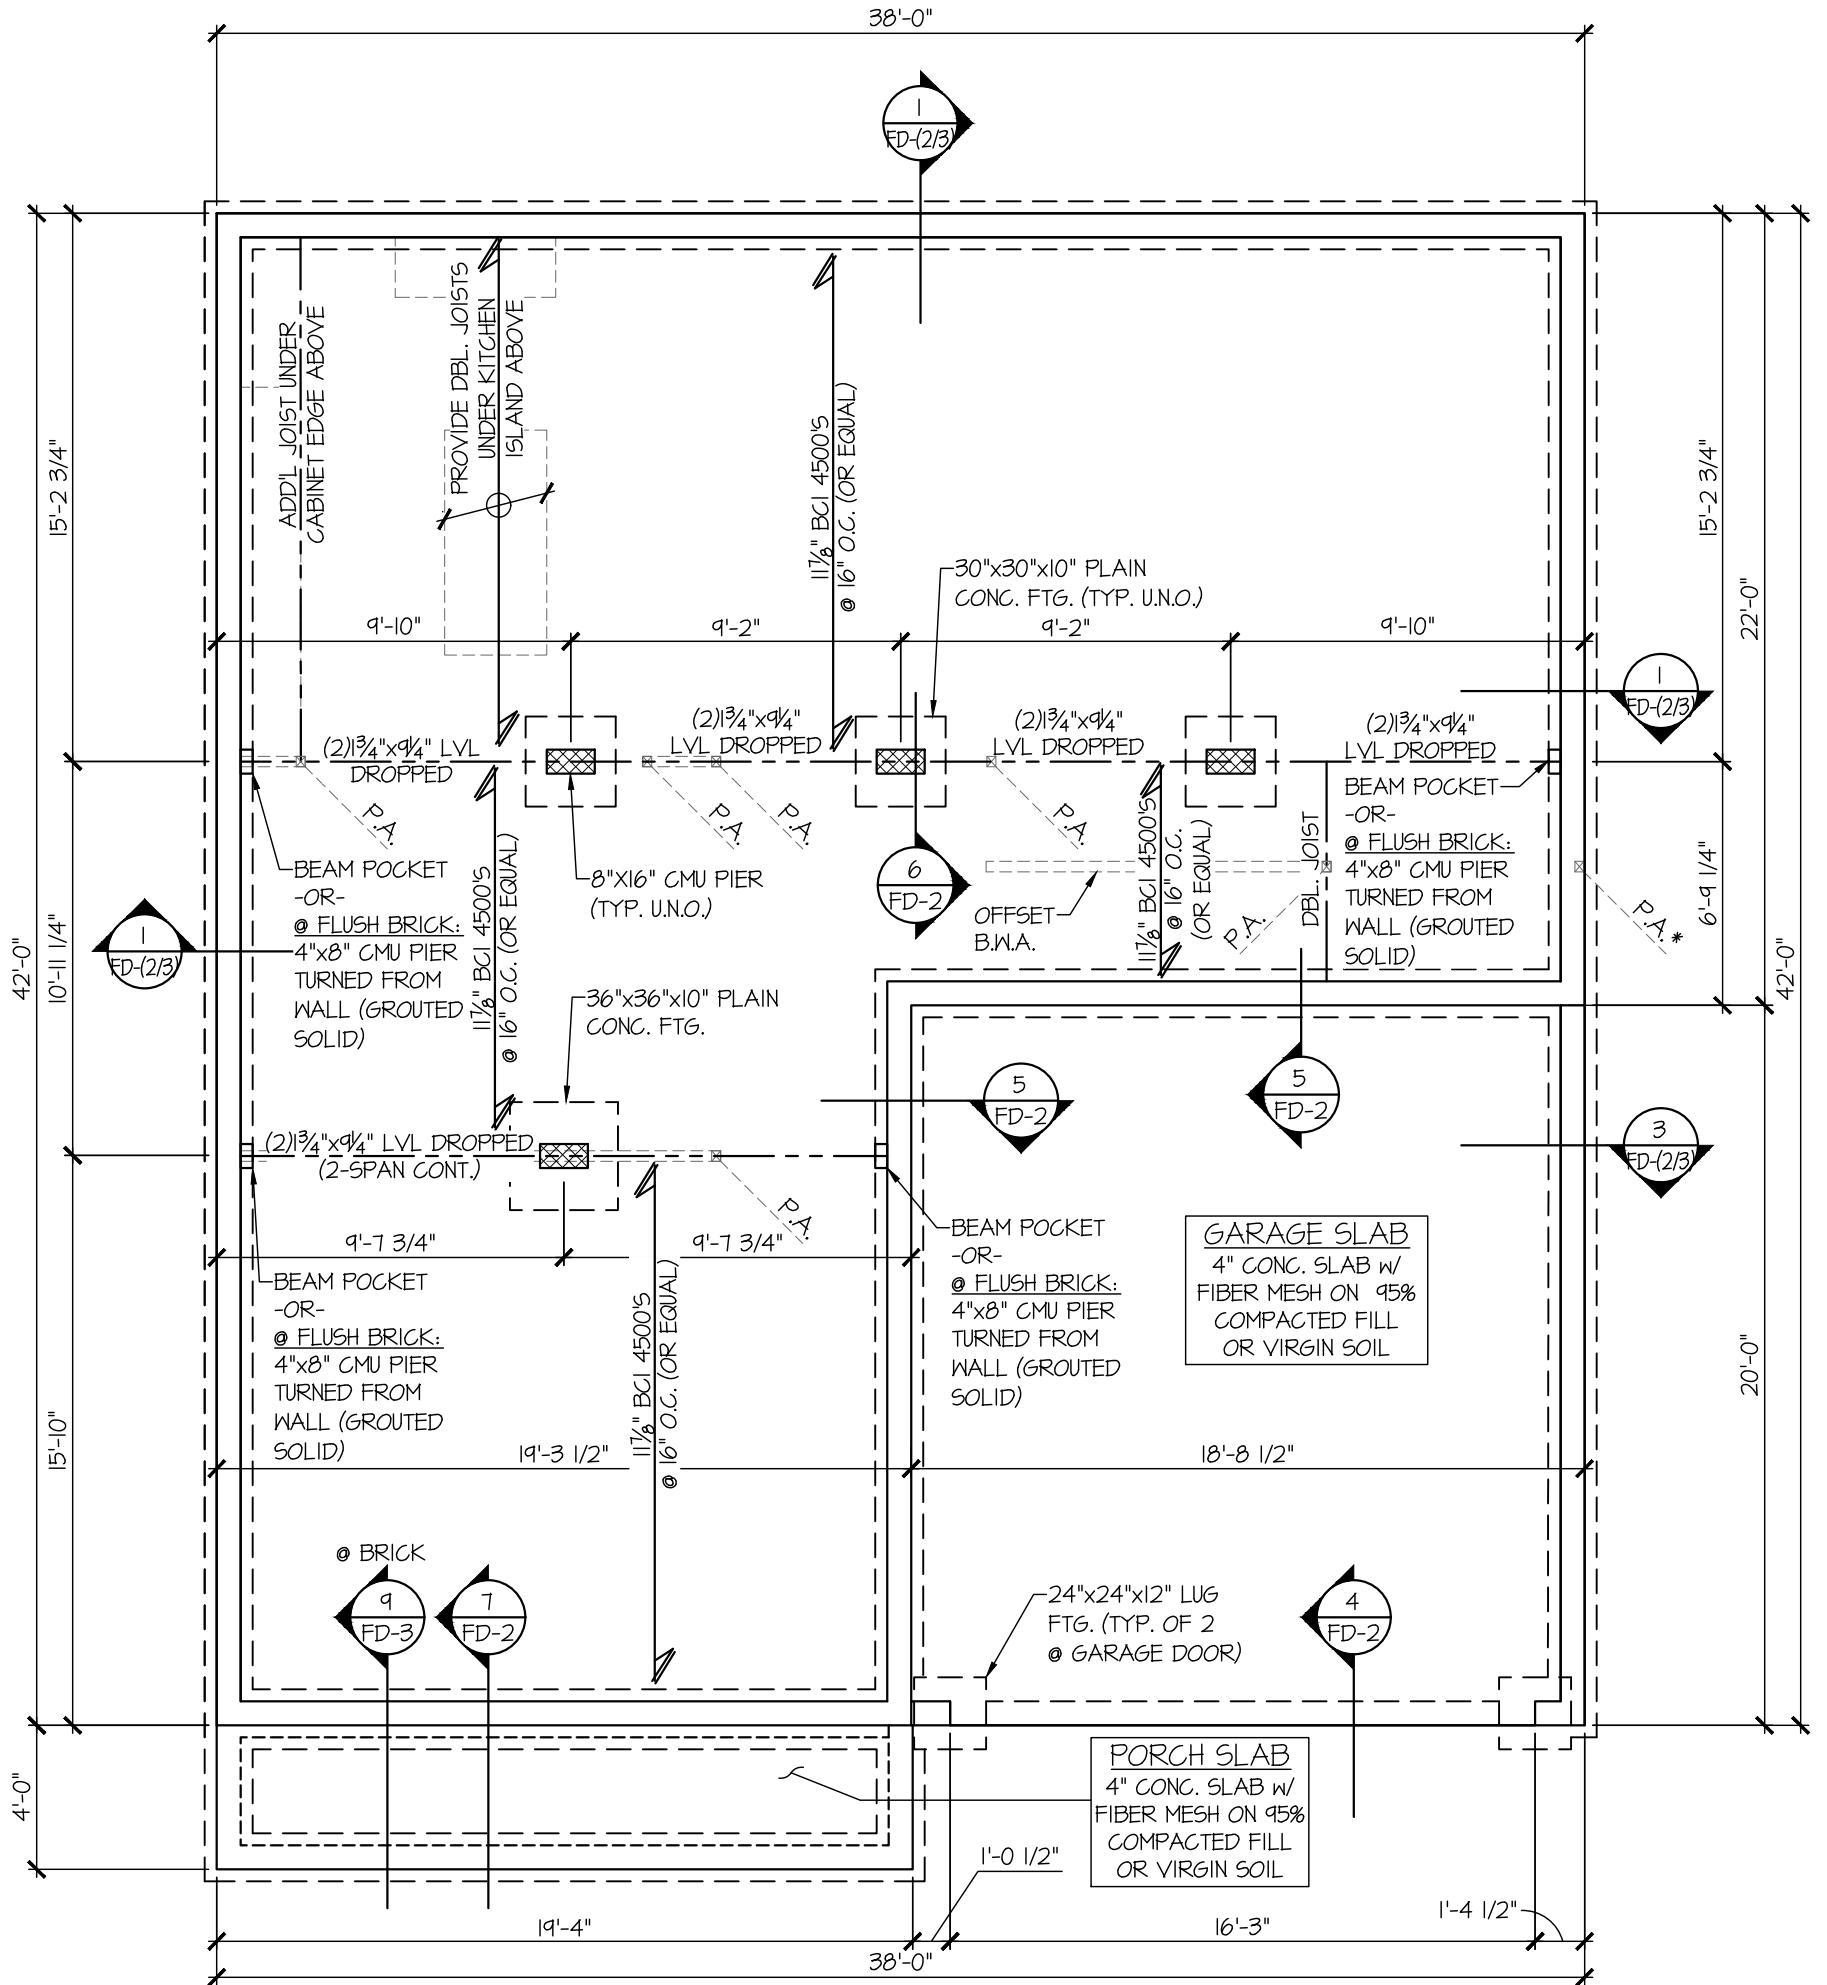 38'-0"
1
FD-(2/3)
ADD'L JOIST UNDER
CABINET EDGE ABOVE
PROVIDE DBL. JOISTS
UNDER KITCHEN
ISLAND ABOVE
11⅞" BCI 4500'S
@ 16" O.C. (OR EQUAL)
15'-2 3/4"
15'-2 3/4"
22'-0"
30"x30"x10" PLAIN
CONC. FTG. (TYP. U.N.O.)
9'-10"
9'-2"
9'-2"
9'-10"
1
FD-(2/3)
(2)1¾"x9¼" LVL
DROPPED
(2)1¾"x9¼"
LVL DROPPED
(2)1¾"x9¼"
LVL DROPPED
(2)1¾"x9¼"
LVL DROPPED
P.A.
P.A.
P.A.
P.A.
BEAM POCKET
-OR-
@ FLUSH BRICK:
4"x8" CMU PIER
TURNED FROM
WALL (GROUTED
SOLID)
11⅞" BCI 4500'S
@ 16" O.C. (OR EQUAL)
8"X16" CMU PIER
(TYP. U.N.O.)
6
FD-2
OFFSET
B.W.A.
11⅞" BCI 4500'S
@ 16" O.C.
(OR EQUAL)
P.A.
DBL. JOIST
BEAM POCKET
-OR-
@ FLUSH BRICK:
4"x8" CMU PIER
TURNED FROM
WALL (GROUTED
SOLID)
P.A. *
6'-9 1/4"
42'-0"
1
FD-(2/3)
42'-0"
10'-11 1/4"
36"x36"x10" PLAIN
CONC. FTG.
5
FD-2
5
FD-2
3
FD-(2/3)
(2)1¾"x9¼" LVL DROPPED
(2-SPAN CONT.)
P.A.
9'-7 3/4"
9'-7 3/4"
BEAM POCKET
-OR-
@ FLUSH BRICK:
4"x8" CMU PIER
TURNED FROM
WALL (GROUTED
SOLID)
11⅞" BCI 4500'S
@ 16" O.C. (OR EQUAL)
BEAM POCKET
-OR-
@ FLUSH BRICK:
4"x8" CMU PIER
TURNED FROM
WALL (GROUTED
SOLID)
GARAGE SLAB
4" CONC. SLAB W/
FIBER MESH ON 95%
COMPACTED FILL
OR VIRGIN SOIL
20'-0"
15'-10"
19'-3 1/2"
18'-8 1/2"
@ BRICK
9
FD-3
7
FD-2
24"x24"x12" LUG
FTG. (TYP. OF 2
@ GARAGE DOOR)
4
FD-2
4'-0"
PORCH SLAB
4" CONC. SLAB W/
FIBER MESH ON 95%
COMPACTED FILL
OR VIRGIN SOIL
1'-0 1/2"
1'-4 1/2"
19'-4"
16'-3"
38'-0"